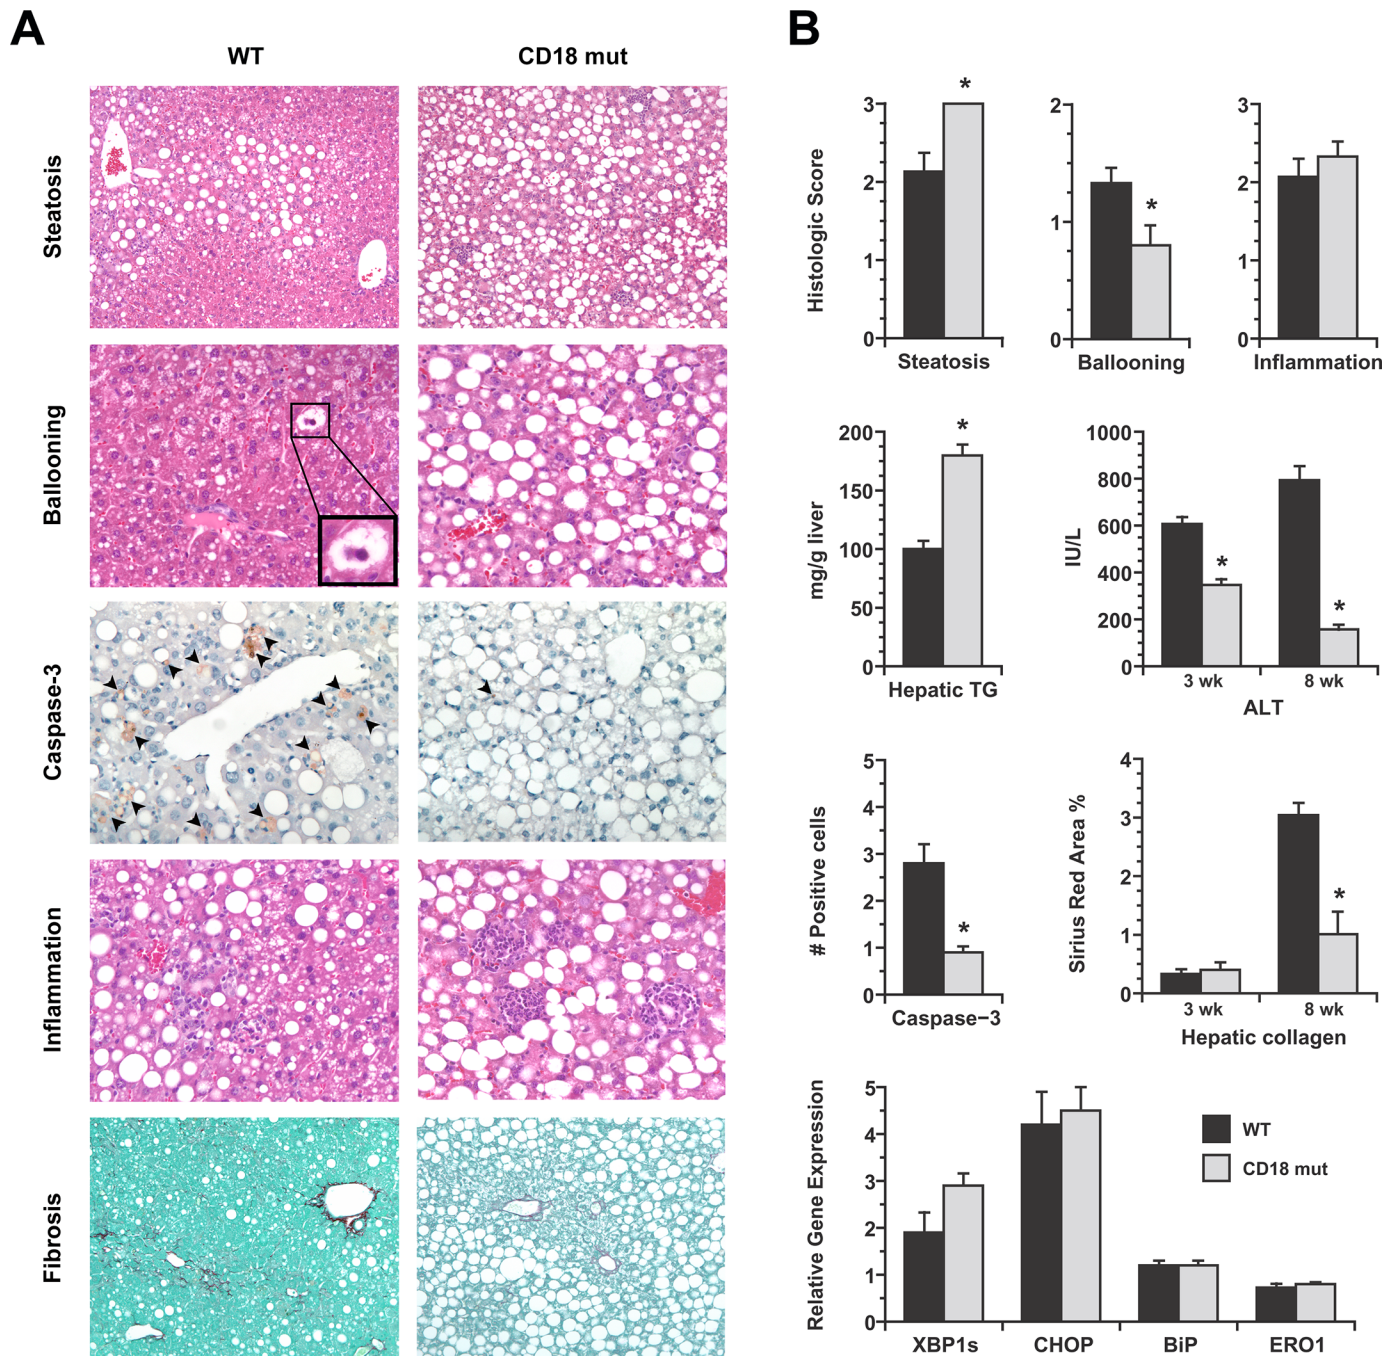 A
WT
CD18 mut
Steatosis
Ballooning
Caspase-3
Inflammation
Fibrosis
B
Histologic Score
3
2
1
0
*
Steatosis
2
1
0
*
Ballooning
3
2
1
0
Inflammation
mg/g liver
200
150
100
50
0
*
Hepatic TG
IU/L
1000
800
600
400
200
0
*
*
3 wk
8 wk
ALT
# Positive cells
5
4
3
2
1
0
*
Caspase–3
Sirius Red Area %
4
3
2
1
0
*
3 wk
8 wk
Hepatic collagen
Relative Gene Expression
5
4
3
2
1
0
WT
CD18 mut
XBP1s
CHOP
BiP
ERO1